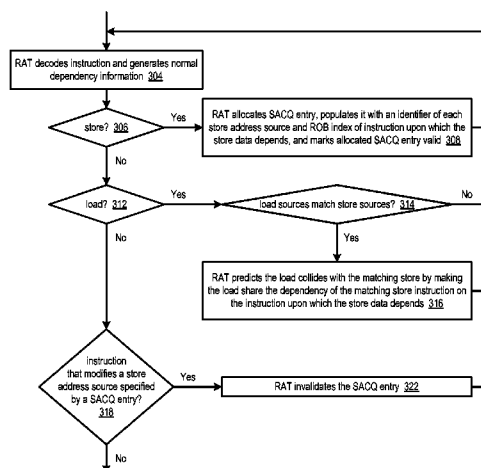 RAT decodes instruction and generates normal
dependency information 304
store? 306
Yes
RAT allocates SACQ entry, populates it with an identifier of each
store address source and ROB index of instruction upon which the
store data depends, and marks allocated SACQ entry valid 308
No
load? 312
Yes
load sources match store sources? 314
No
No
Yes
RAT predicts the load collides with the matching store by making
the load share the dependency of the matching store instruction on
the instruction upon which the store data depends 316
instruction
that modifies a store
address source specified
by a SACQ entry?
318
Yes
RAT invalidates the SACQ entry 322
No